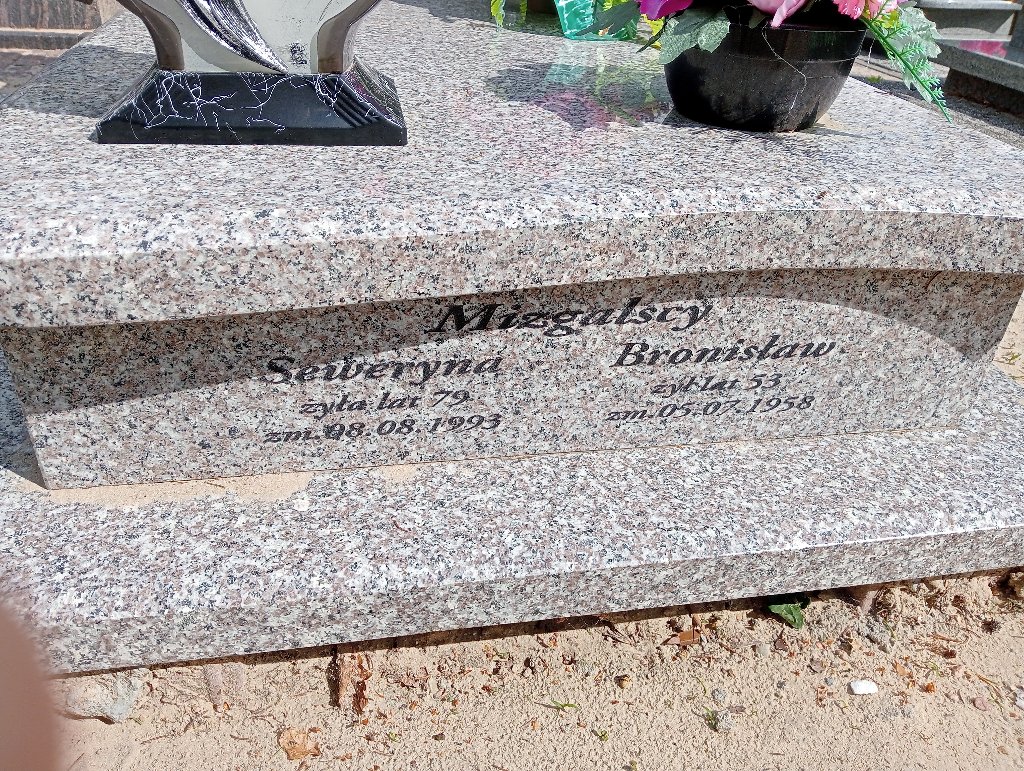 Mizgalscy
Seweryna
żyła lat 79
zm.08.08.1993
Bronisław
żył lat 53
zm.05.07.1958